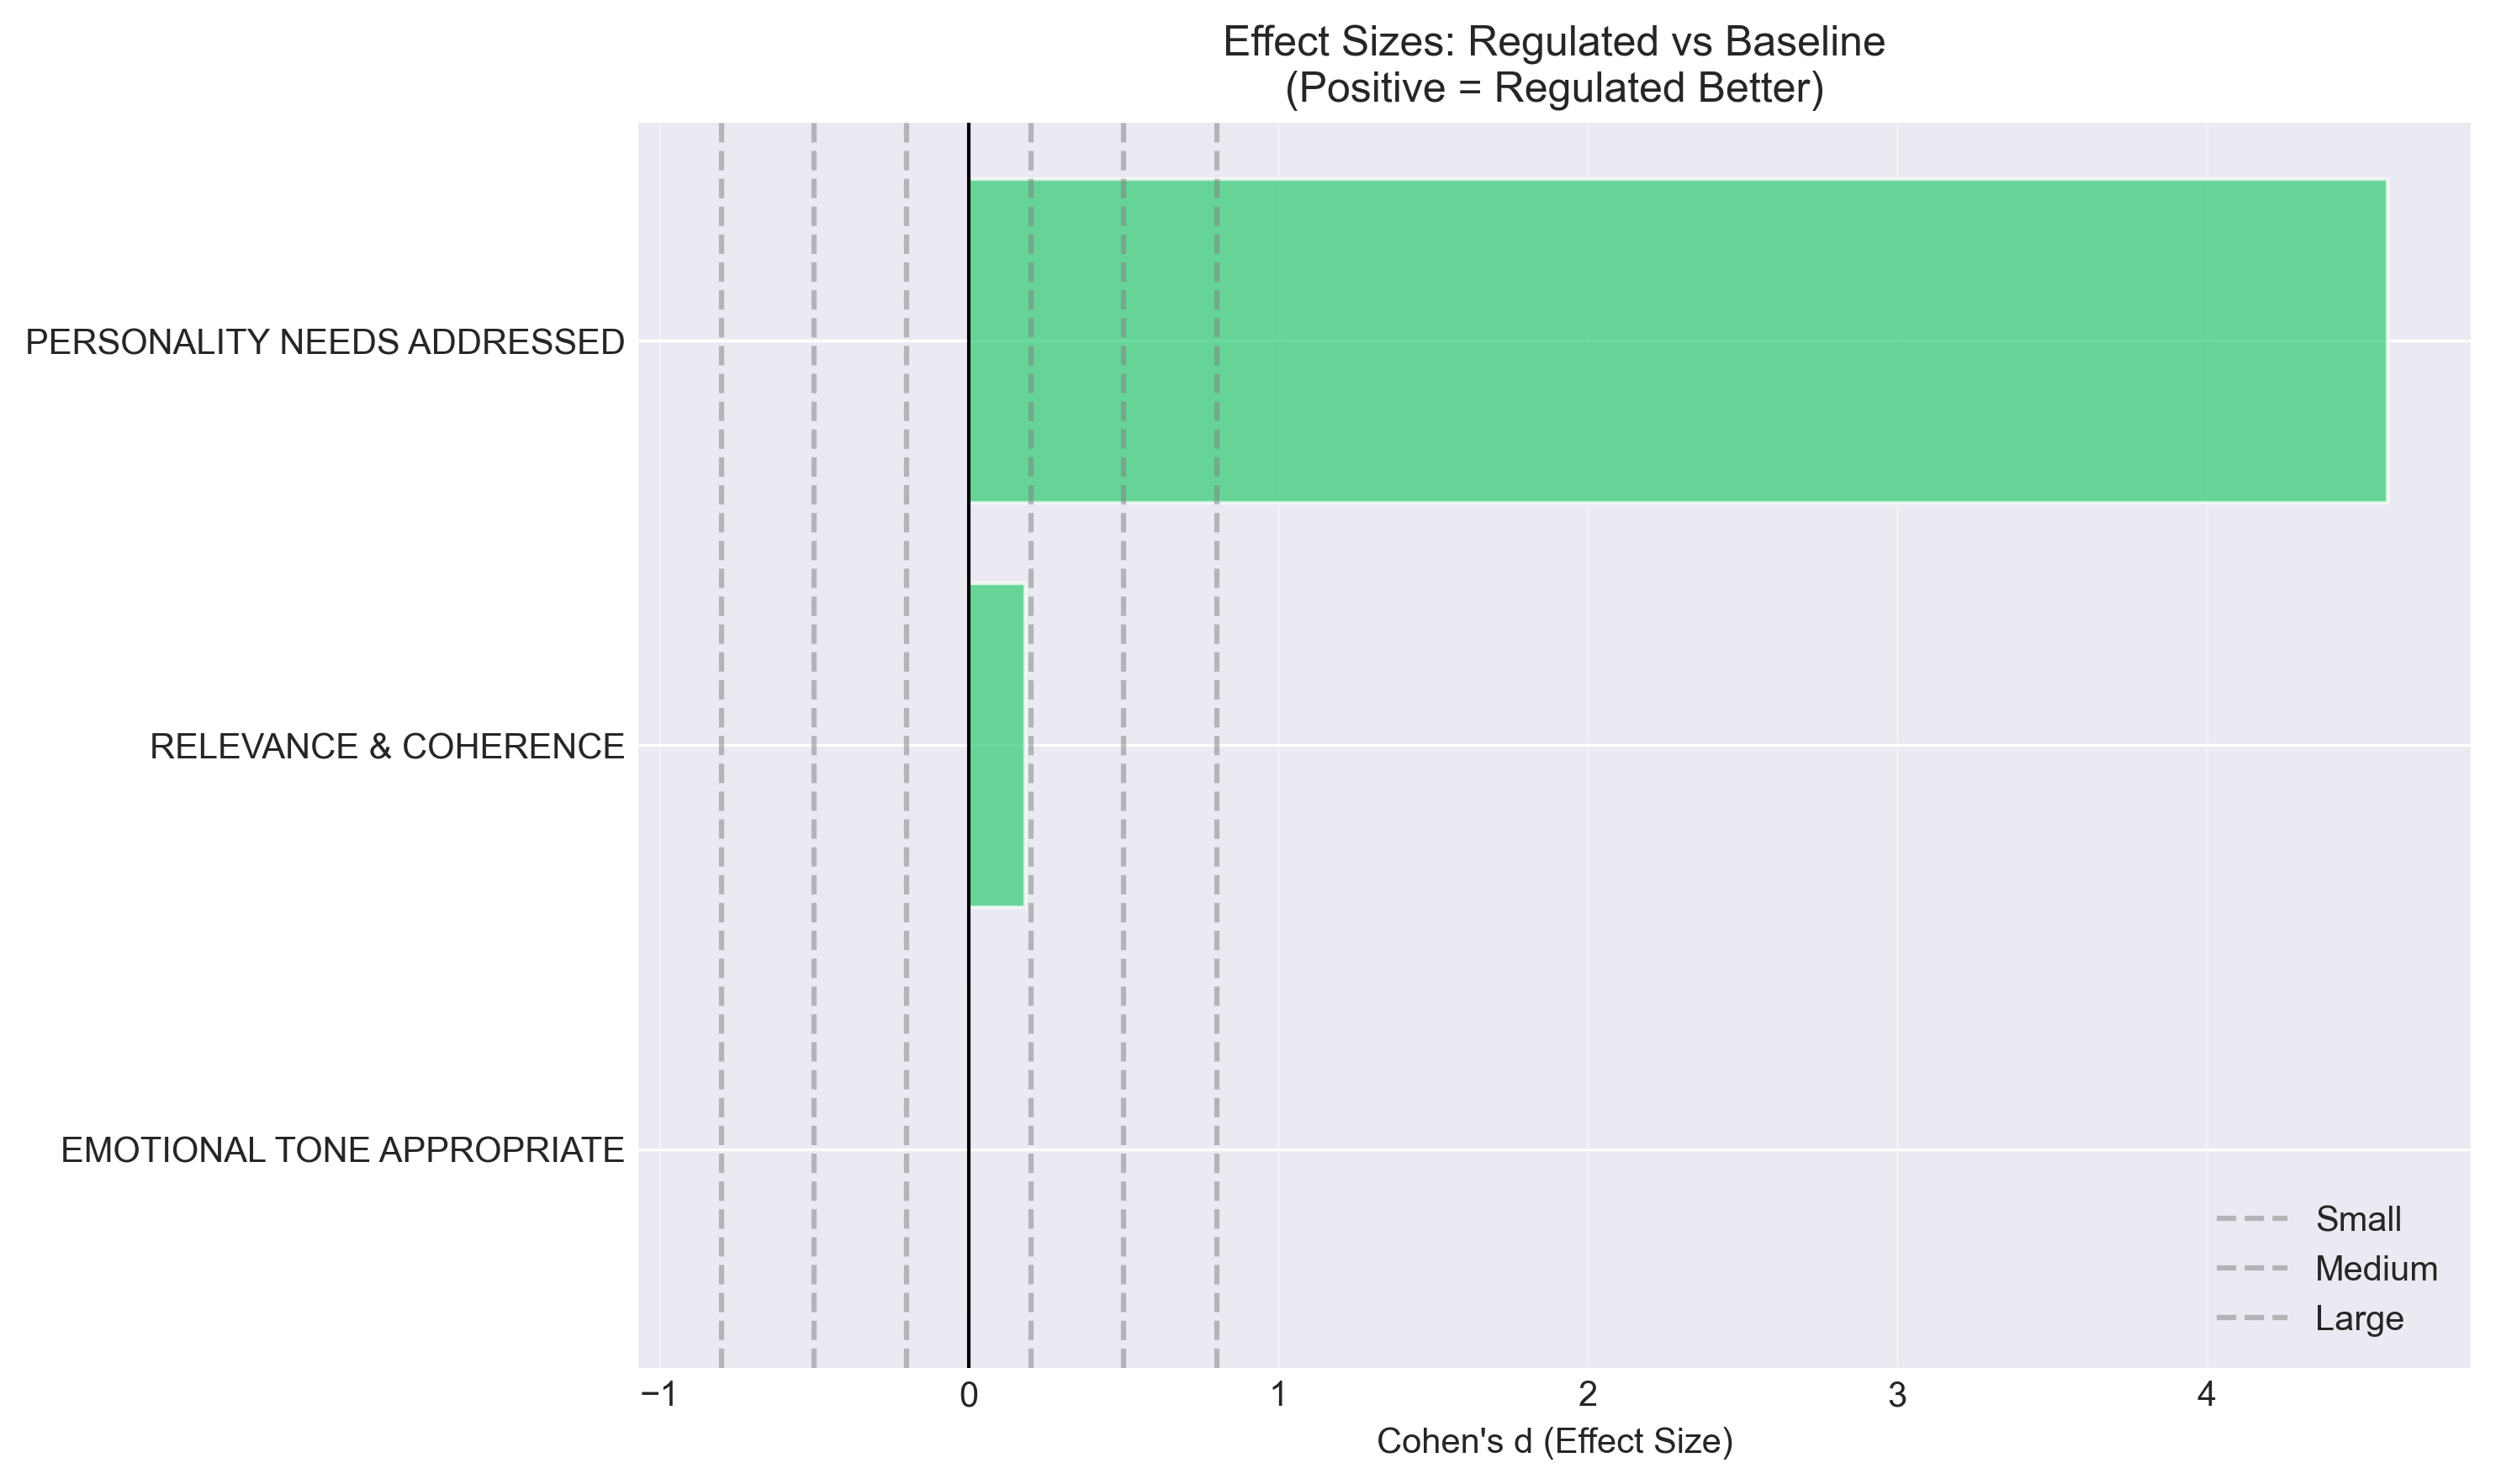 Effect Sizes: Regulated vs Baseline
(Positive = Regulated Better)
PERSONALITY NEEDS ADDRESSED
RELEVANCE & COHERENCE
EMOTIONAL TONE APPROPRIATE
Small
Medium
Large
−1 0 1 2 3 4
Cohen's d (Effect Size)